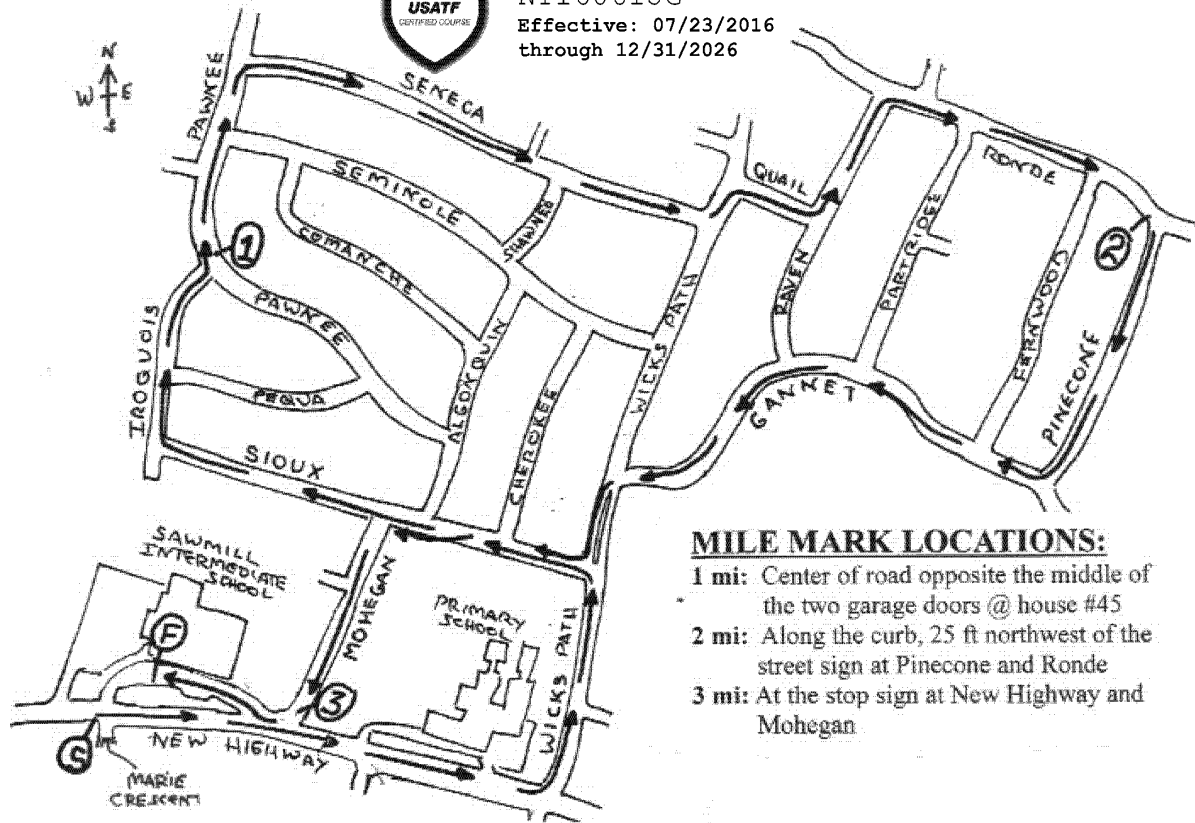 USATF
CERTIFIED COURSE
Effective: 07/23/2016
through 12/31/2026
N
W E
PAWNEE
SENECA
SEMINOLE
SHAWNEE
COMANCHE
QUAIL
RONDE
1
2
PAWNEE
IROQUOIS
PEQUA
ALGONQUIN
CHEROKEE
WICKS PATH
RAVEN
PARTRIDGE
FERNWOOD
PINECONE
GANNET
SIOUX
SAWMILL
INTERMEDIATE
SCHOOL
MOHEGAN
PRIMARY
SCHOOL
WICKS PATH
F
3
S
NEW HIGHWAY
MARIE
CRESCENT
MILE MARK LOCATIONS:
1 mi: Center of road opposite the middle of
the two garage doors @ house #45
2 mi: Along the curb, 25 ft northwest of the
street sign at Pinecone and Ronde
3 mi: At the stop sign at New Highway and
Mohegan